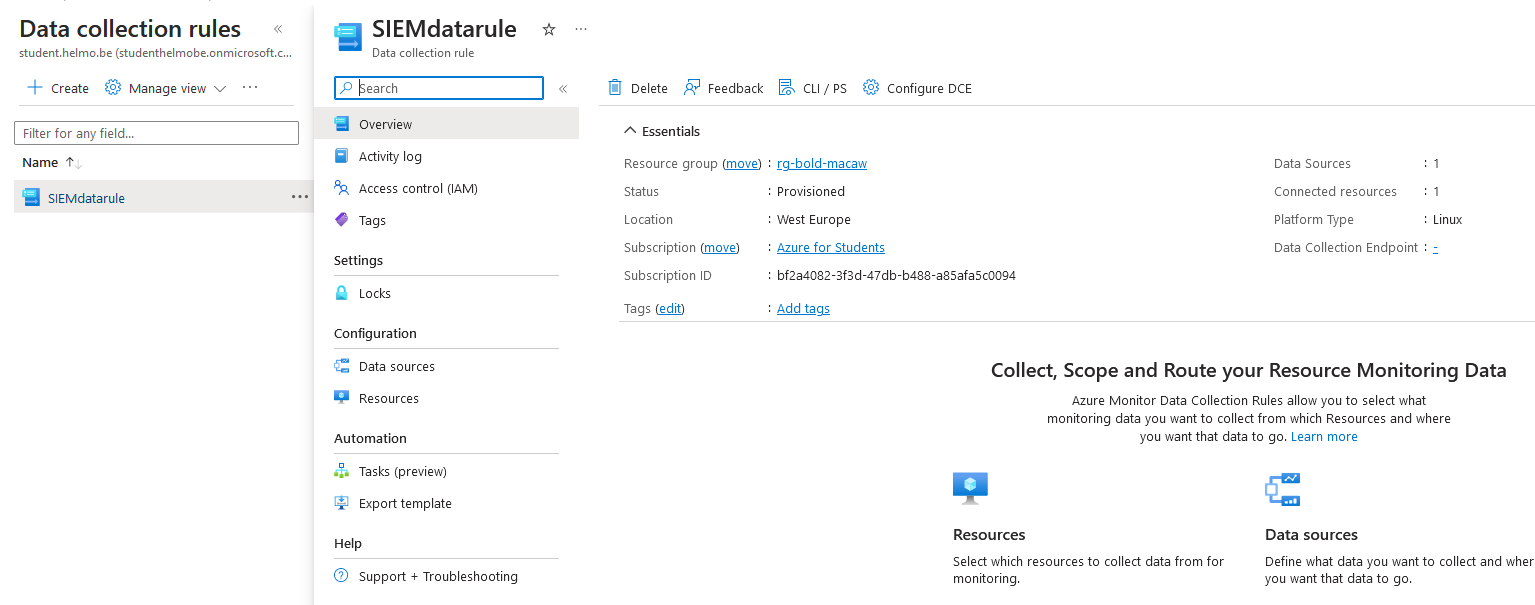 Data collection rules «
student.helmo.be (studenthelmobe.onmicrosoft.c...
Create Manage view ...
Filter for any field...
Name ↑↓
SIEMdatarule ...
SIEMdatarule ...
Data collection rule
Search «
Overview
Activity log
Access control (IAM)
Tags
Settings
Locks
Configuration
Data sources
Resources
Automation
Tasks (preview)
Export template
Help
Support + Troubleshooting
Delete Feedback CLI / PS Configure DCE
Essentials
Resource group (move) : rg-bold-macaw
Status : Provisioned
Location : West Europe
Subscription (move) : Azure for Students
Subscription ID : bf2a4082-3f3d-47db-b488-a85afa5c0094
Tags (edit) : Add tags
Data Sources : 1
Connected resources : 1
Platform Type : Linux
Data Collection Endpoint : -
Collect, Scope and Route your Resource Monitoring Data
Azure Monitor Data Collection Rules allow you to select what
monitoring data you want to collect from which Resources and where
you want that data to go. Learn more
Resources
Select which resources to collect data from for
monitoring.
Data sources
Define what data you want to collect and wher
you want that data to go.